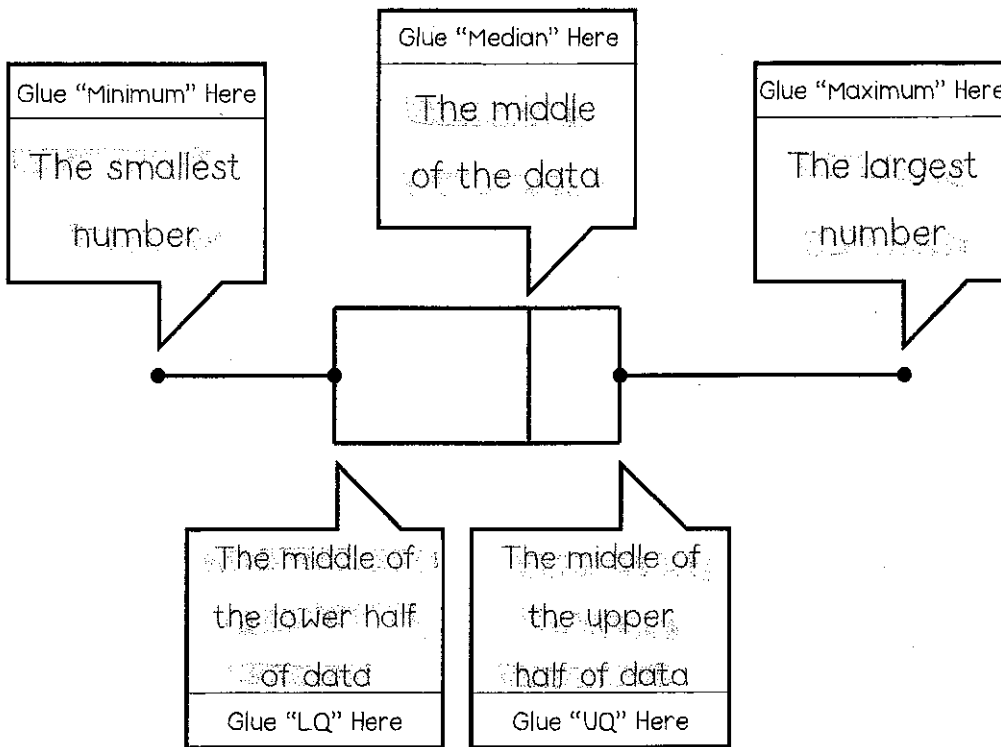 Glue "Median" Here
The middle
of the data
Glue "Minimum" Here
The smallest
number
Glue "Maximum" Here
The largest
number
The middle of
the lower half
of data
Glue "LQ" Here
The middle of
the upper
half of data
Glue "UQ" Here